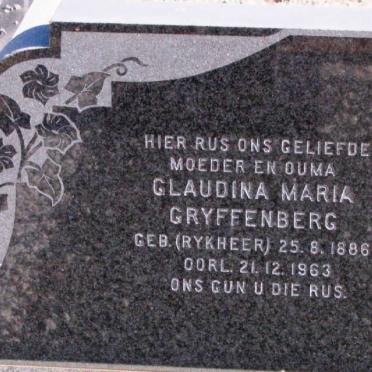 HIER RUS ONS GELIEFDE
MOEDER EN OUMA
GLAUDINA MARIA
GRYFFENBERG
GEB. (RYKHEER) 25. 8. 1886
OORL. 21. 12. 1963
ONS GUN U DIE RUS.